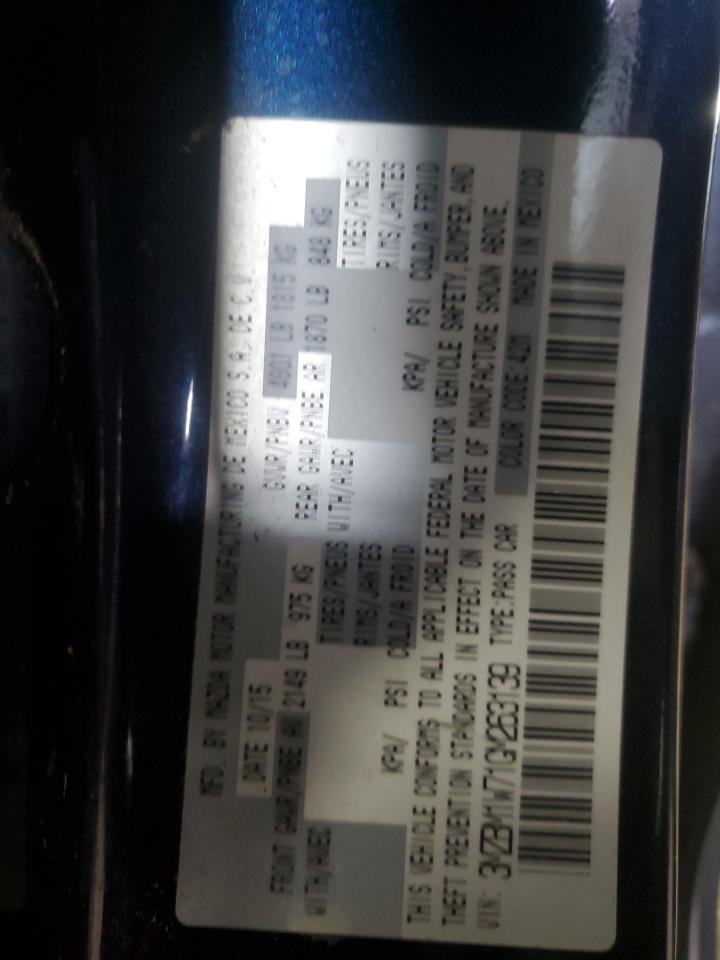 MFD. BY MAZDA MOTOR MANUFACTURING DE MEXICO S.A. DE C.V
DATE 10/15 GVWR/PNBV 4001 LB 1815 KG
FRONT GAWR/PNBE AV 2149 LB 975 KG REAR GAWR/PNBE AR 1870 LB 848 KG
WITH/AVEC TIRES/PNEUS WITH/AVEC TIRES/PNEUS
RIMS/JANTES RIMS/JANTES
KPA/ PSI COLD/A FROID KPA/ PSI COLD/A FROID
THIS VEHICLE CONFORMS TO ALL APPLICABLE FEDERAL MOTOR VEHICLE SAFETY, BUMPER, AND
THEFT PREVENTION STANDARDS IN EFFECT ON THE DATE OF MANUFACTURE SHOWN ABOVE.
VIN: 3MZBM1W71GM263139 TYPE:PASS CAR COLOR CODE:42M MADE IN MEXICO